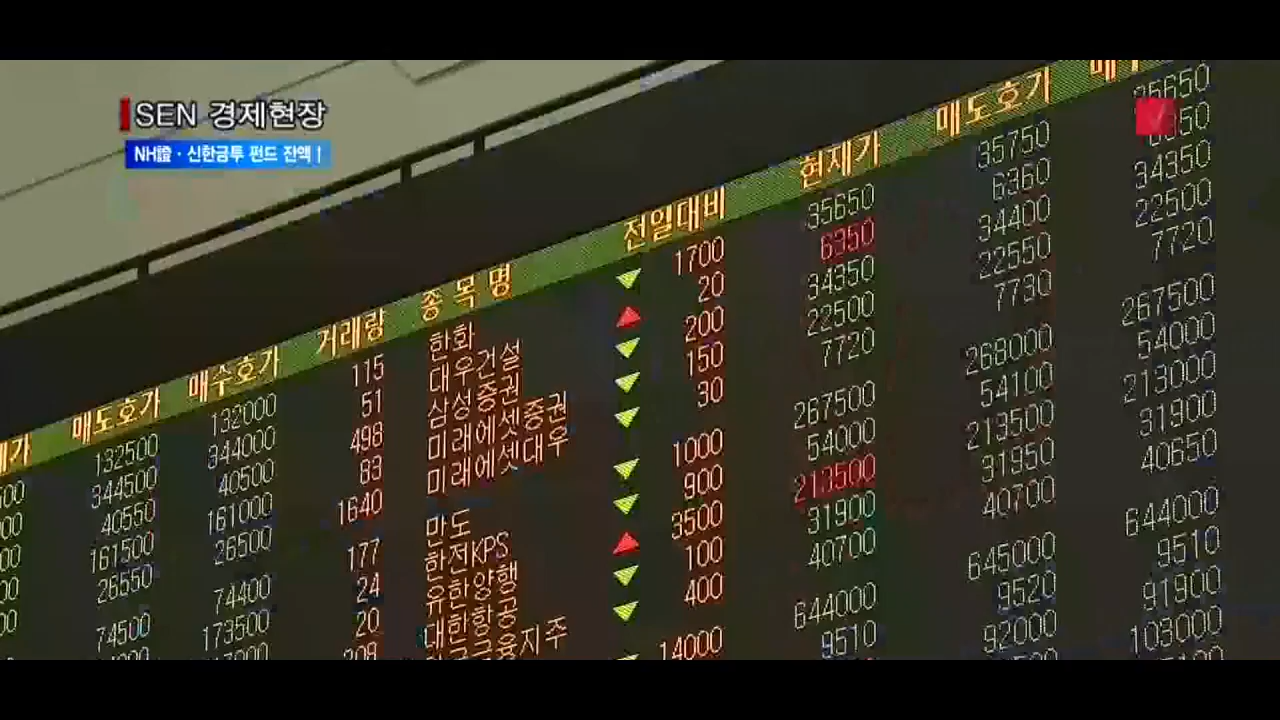 SEN 경제현장
NH證 · 신한금투 펀드 잔액↑
매도호가 매수호가 거래량 종목명 전일대비 현재가 매도호가
132500 132000 115 한화 ▼ 1700 35650 35750 35650
344500 344000 51 대우건설 ▲ 20 6350 6360
40550 40500 498 삼성증권 ▼ 200 34350 34400 34350
161500 161000 83 미래에셋증권 ▼ 150 22500 22550 22500
26550 26500 1640 미래에셋대우 ▼ 30 7720 7730 7720
74500 74400 177 만도 ▼ 1000 267500 268000 267500
173500 24 한전KPS ▼ 900 54000 54100 54000
20 유한양행 ▲ 3500 213500 213500 213000
대한항공 ▼ 100 31900 31950 31900
▼ 400 40700 40700 40650
▼ 14000 644000 645000 644000
9510 9520 9510
92000 91900
103000